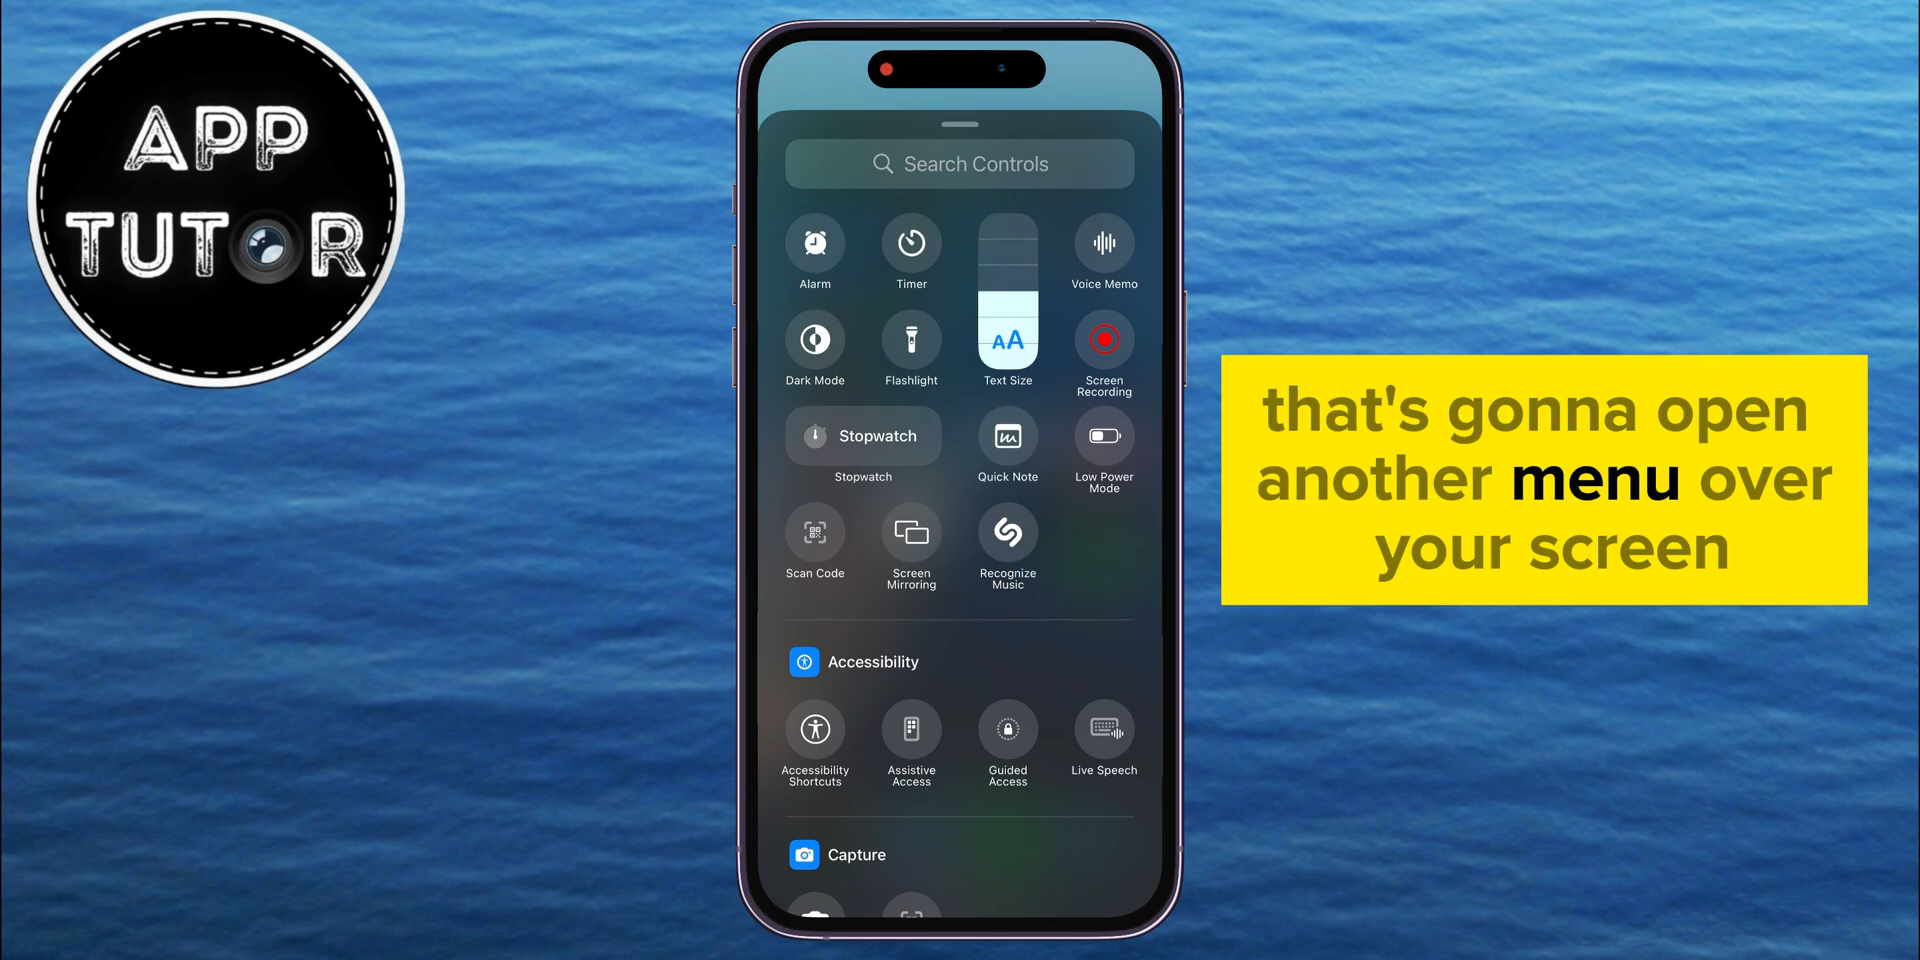 APP
TUTOR
Search Controls
Alarm
Timer
Voice Memo
Dark Mode
Flashlight
AA
Text Size
Screen
Recording
Stopwatch
Stopwatch
Quick Note
Low Power
Mode
Scan Code
Screen
Mirroring
Recognize
Music
Accessibility
Accessibility
Shortcuts
Assistive
Access
Guided
Access
Live Speech
Capture
that's gonna open
another menu over
your screen